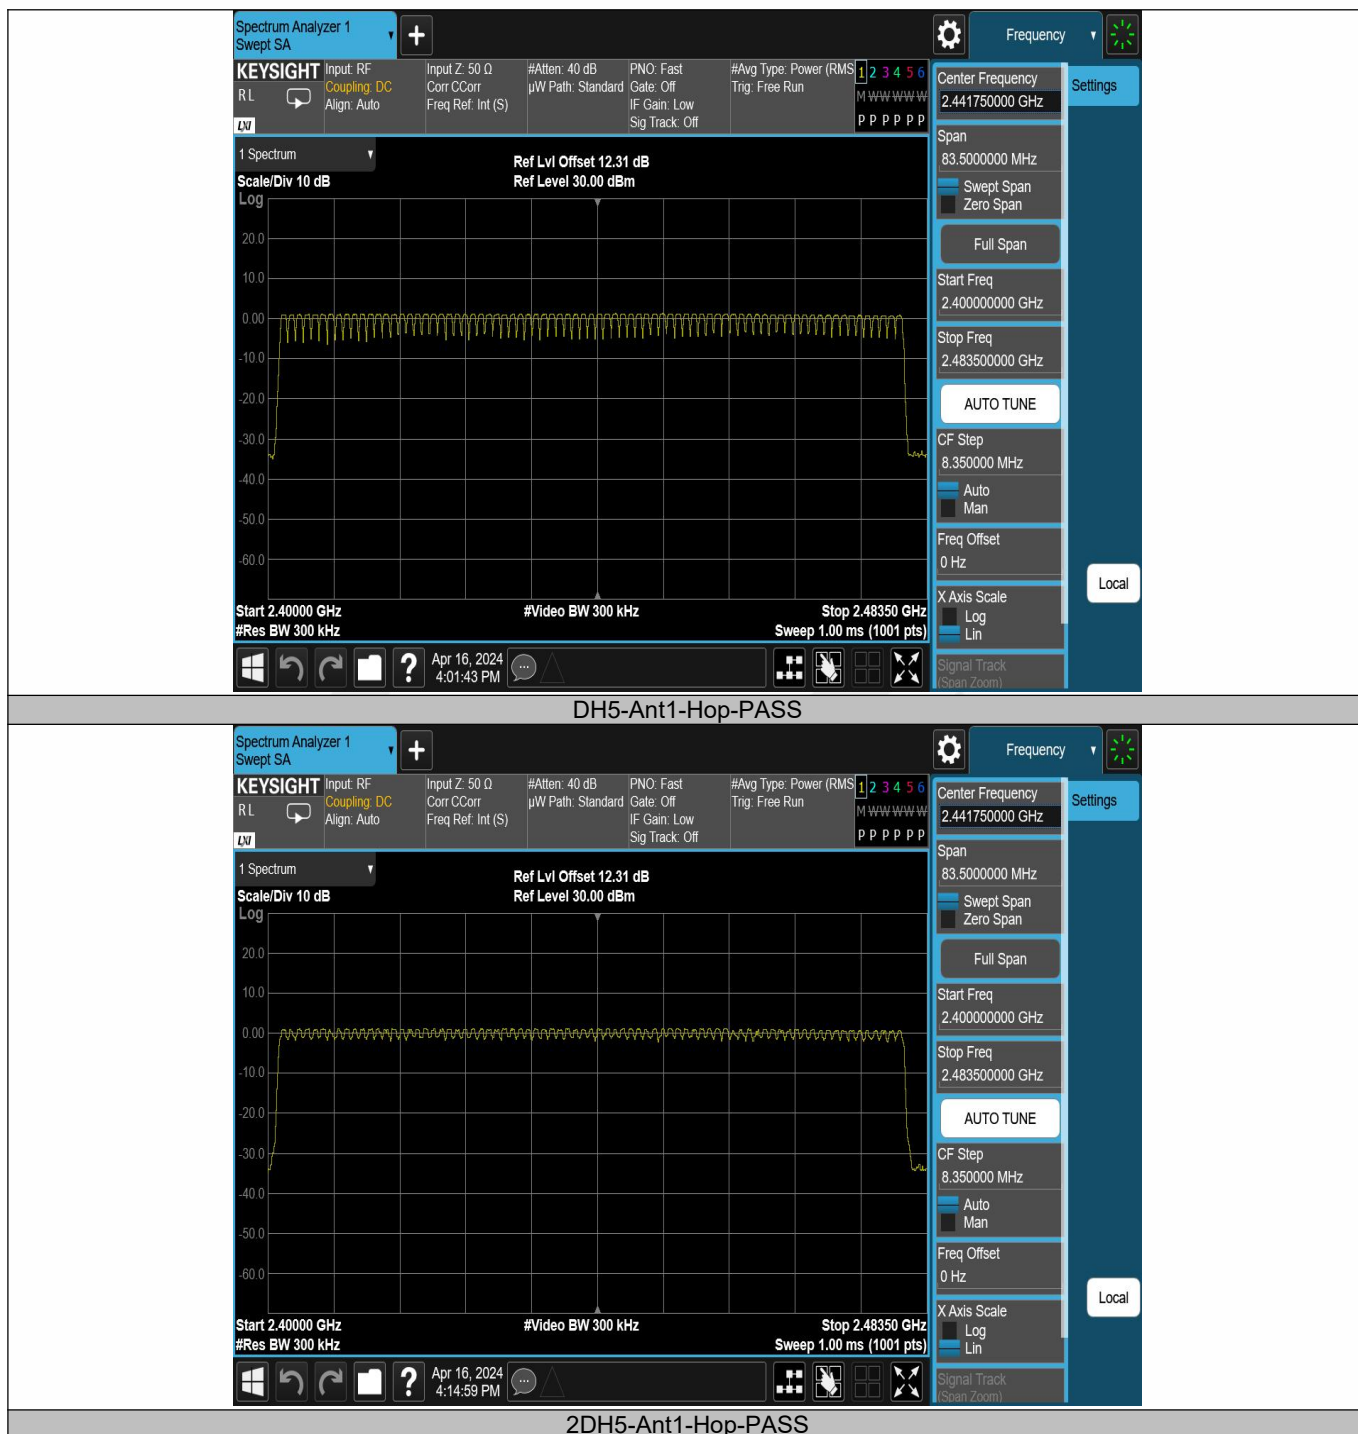 Spectrum Analyzer 1
Swept SA
Frequency
KEYSIGHT
RL
LXI
Input: RF
Coupling: DC
Align: Auto
Input Z: 50 Ω
Corr CCorr
Freq Ref: Int (S)
#Atten: 40 dB
µW Path: Standard
PNO: Fast
Gate: Off
IF Gain: Low
Sig Track: Off
#Avg Type: Power (RMS
Trig: Free Run
1 2 3 4 5 6
M W W W W W
P P P P P P
Center Frequency
2.441750000 GHz
Settings
Span
83.5000000 MHz
Swept Span
Zero Span
Full Span
Start Freq
2.400000000 GHz
Stop Freq
2.483500000 GHz
AUTO TUNE
CF Step
8.350000 MHz
Auto
Man
Freq Offset
0 Hz
X Axis Scale
Log
Lin
Signal Track
(Span Zoom)
Local
1 Spectrum
Scale/Div 10 dB
Log
Ref Lvl Offset 12.31 dB
Ref Level 30.00 dBm
20.0
10.0
0.00
-10.0
-20.0
-30.0
-40.0
-50.0
-60.0
Start 2.40000 GHz
#Res BW 300 kHz
#Video BW 300 kHz
Stop 2.48350 GHz
Sweep 1.00 ms (1001 pts)
?
Apr 16, 2024
4:01:43 PM
DH5-Ant1-Hop-PASS
Spectrum Analyzer 1
Swept SA
Frequency
KEYSIGHT
RL
LXI
Input: RF
Coupling: DC
Align: Auto
Input Z: 50 Ω
Corr CCorr
Freq Ref: Int (S)
#Atten: 40 dB
µW Path: Standard
PNO: Fast
Gate: Off
IF Gain: Low
Sig Track: Off
#Avg Type: Power (RMS
Trig: Free Run
1 2 3 4 5 6
M W W W W W
P P P P P P
Center Frequency
2.441750000 GHz
Settings
Span
83.5000000 MHz
Swept Span
Zero Span
Full Span
Start Freq
2.400000000 GHz
Stop Freq
2.483500000 GHz
AUTO TUNE
CF Step
8.350000 MHz
Auto
Man
Freq Offset
0 Hz
X Axis Scale
Log
Lin
Signal Track
(Span Zoom)
Local
1 Spectrum
Scale/Div 10 dB
Log
Ref Lvl Offset 12.31 dB
Ref Level 30.00 dBm
20.0
10.0
0.00
-10.0
-20.0
-30.0
-40.0
-50.0
-60.0
Start 2.40000 GHz
#Res BW 300 kHz
#Video BW 300 kHz
Stop 2.48350 GHz
Sweep 1.00 ms (1001 pts)
?
Apr 16, 2024
4:14:59 PM
2DH5-Ant1-Hop-PASS